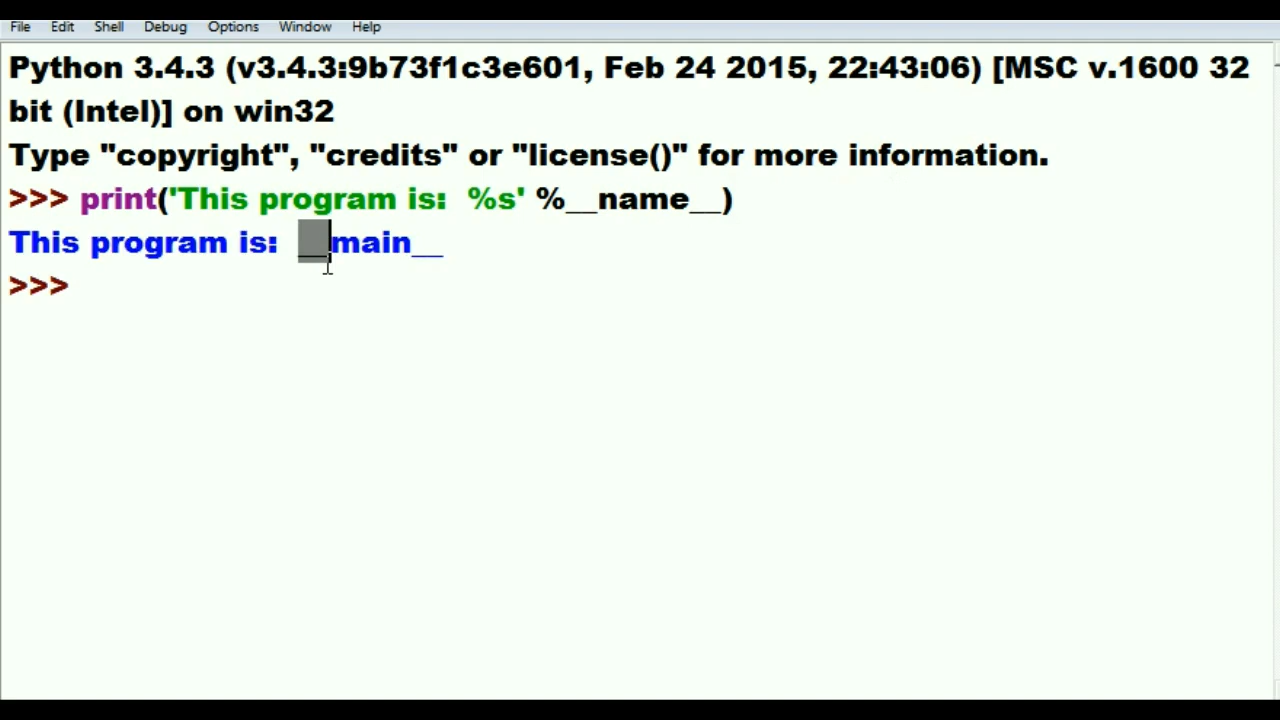 File Edit Shell Debug Options Window Help
Python 3.4.3 (v3.4.3:9b73f1c3e601, Feb 24 2015, 22:43:06) [MSC v.1600 32
bit (Intel)] on win32
Type "copyright", "credits" or "license()" for more information.
>>> print('This program is:  %s' %__name__)
This program is:  __main__
>>>